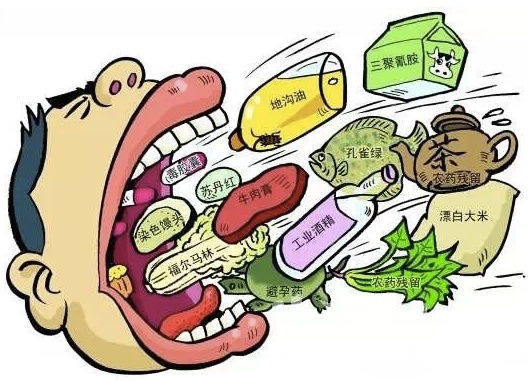 三聚氰胺
地沟油
孔雀绿
茶
农药残留
毒胶囊
苏丹红
牛肉膏
漂白大米
染色馒头
工业酒精
福尔马林
避孕药
农药残留